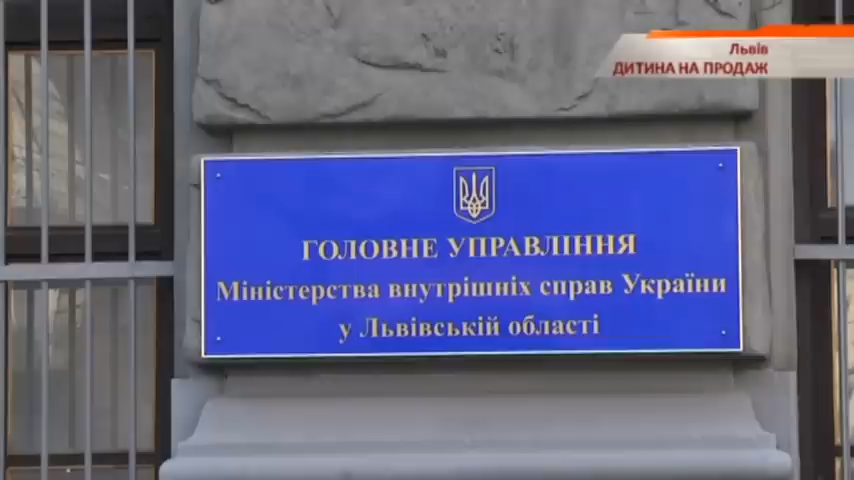 Львів
ДИТИНА НА ПРОДАЖ
ГОЛОВНЕ УПРАВЛІННЯ
Міністерства внутрішніх справ України
у Львівській області